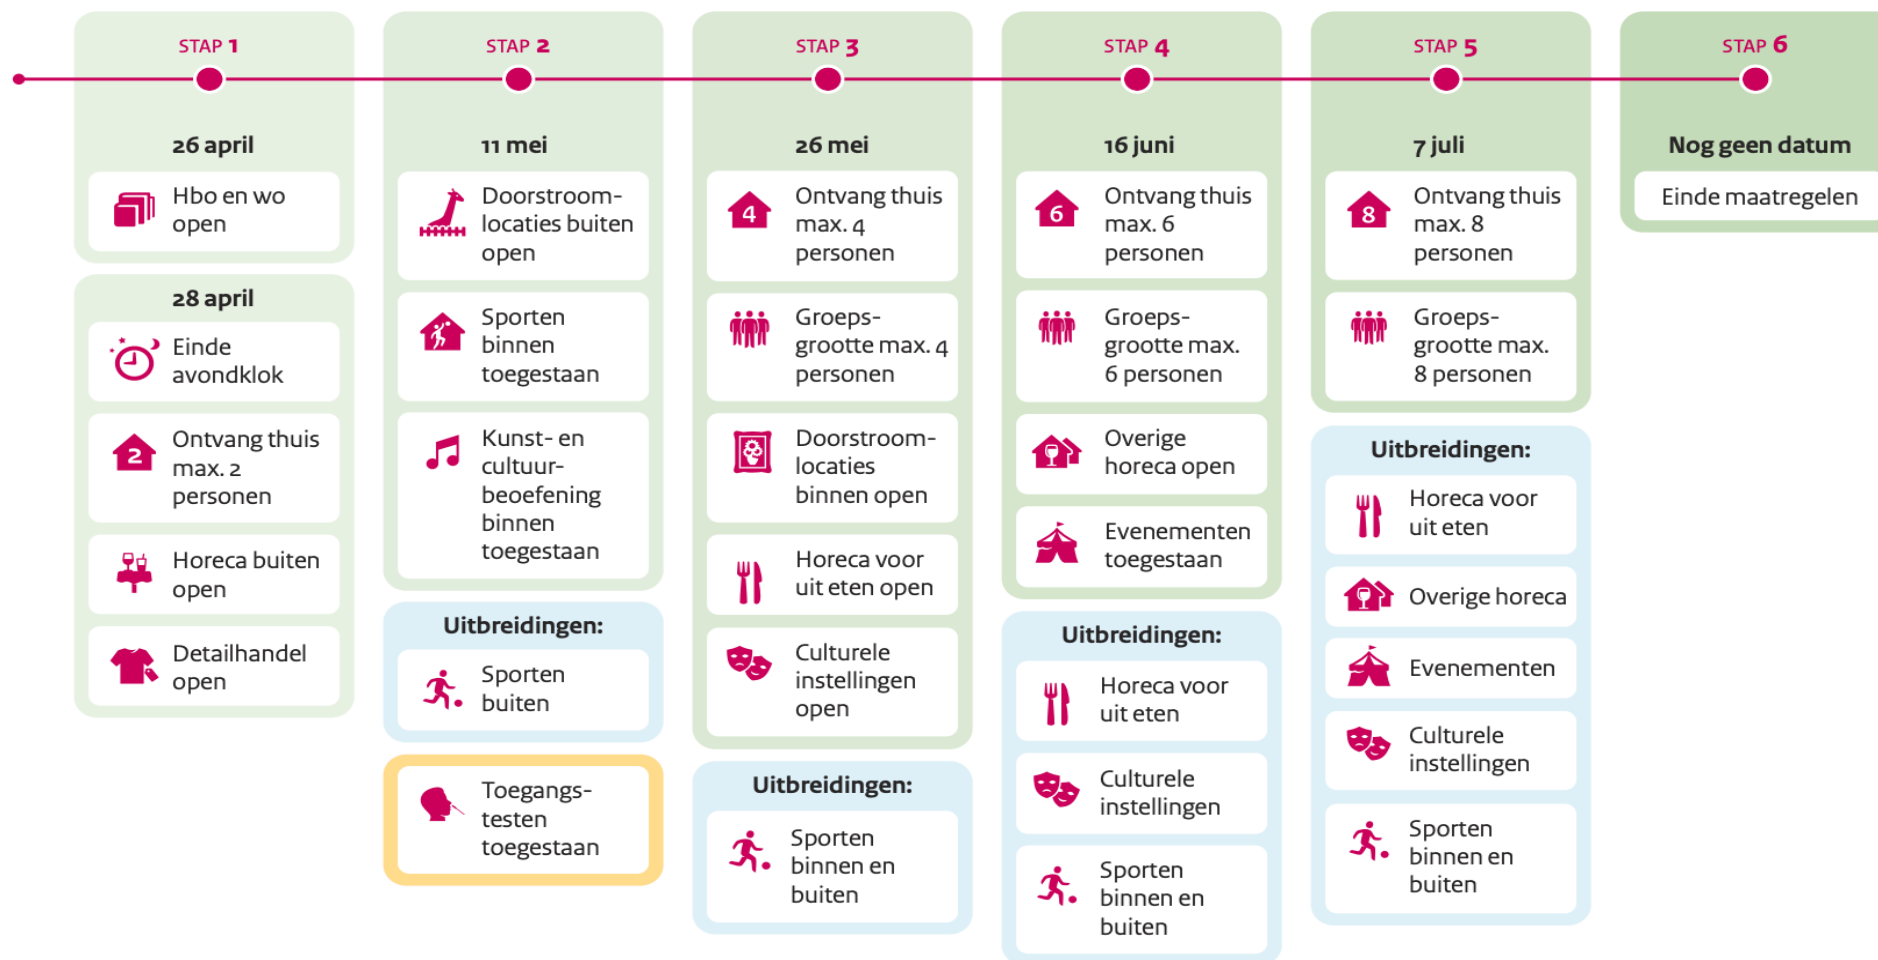 STAP 1
26 april
Hbo en wo
open
28 april
Einde
avondklok
2
Ontvang thuis
max. 2
personen
Horeca buiten
open
Detailhandel
open
STAP 2
11 mei
Doorstroom-
locaties buiten
open
Sporten
binnen
toegestaan
Kunst- en
cultuur-
beoefening
binnen
toegestaan
Uitbreidingen:
Sporten
buiten
Toegangs-
testen
toegestaan
STAP 3
26 mei
4
Ontvang thuis
max. 4
personen
Groeps-
grootte max. 4
personen
Doorstroom-
locaties
binnen open
Horeca voor
uit eten open
Culturele
instellingen
open
Uitbreidingen:
Sporten
binnen en
buiten
STAP 4
16 juni
6
Ontvang thuis
max. 6
personen
Groeps-
grootte max.
6 personen
Overige
horeca open
Evenementen
toegestaan
Uitbreidingen:
Horeca voor
uit eten
Culturele
instellingen
Sporten
binnen en
buiten
STAP 5
7 juli
8
Ontvang thuis
max. 8
personen
Groeps-
grootte max.
8 personen
Uitbreidingen:
Horeca voor
uit eten
Overige horeca
Evenementen
Culturele
instellingen
Sporten
binnen en
buiten
STAP 6
Nog geen datum
Einde maatregelen